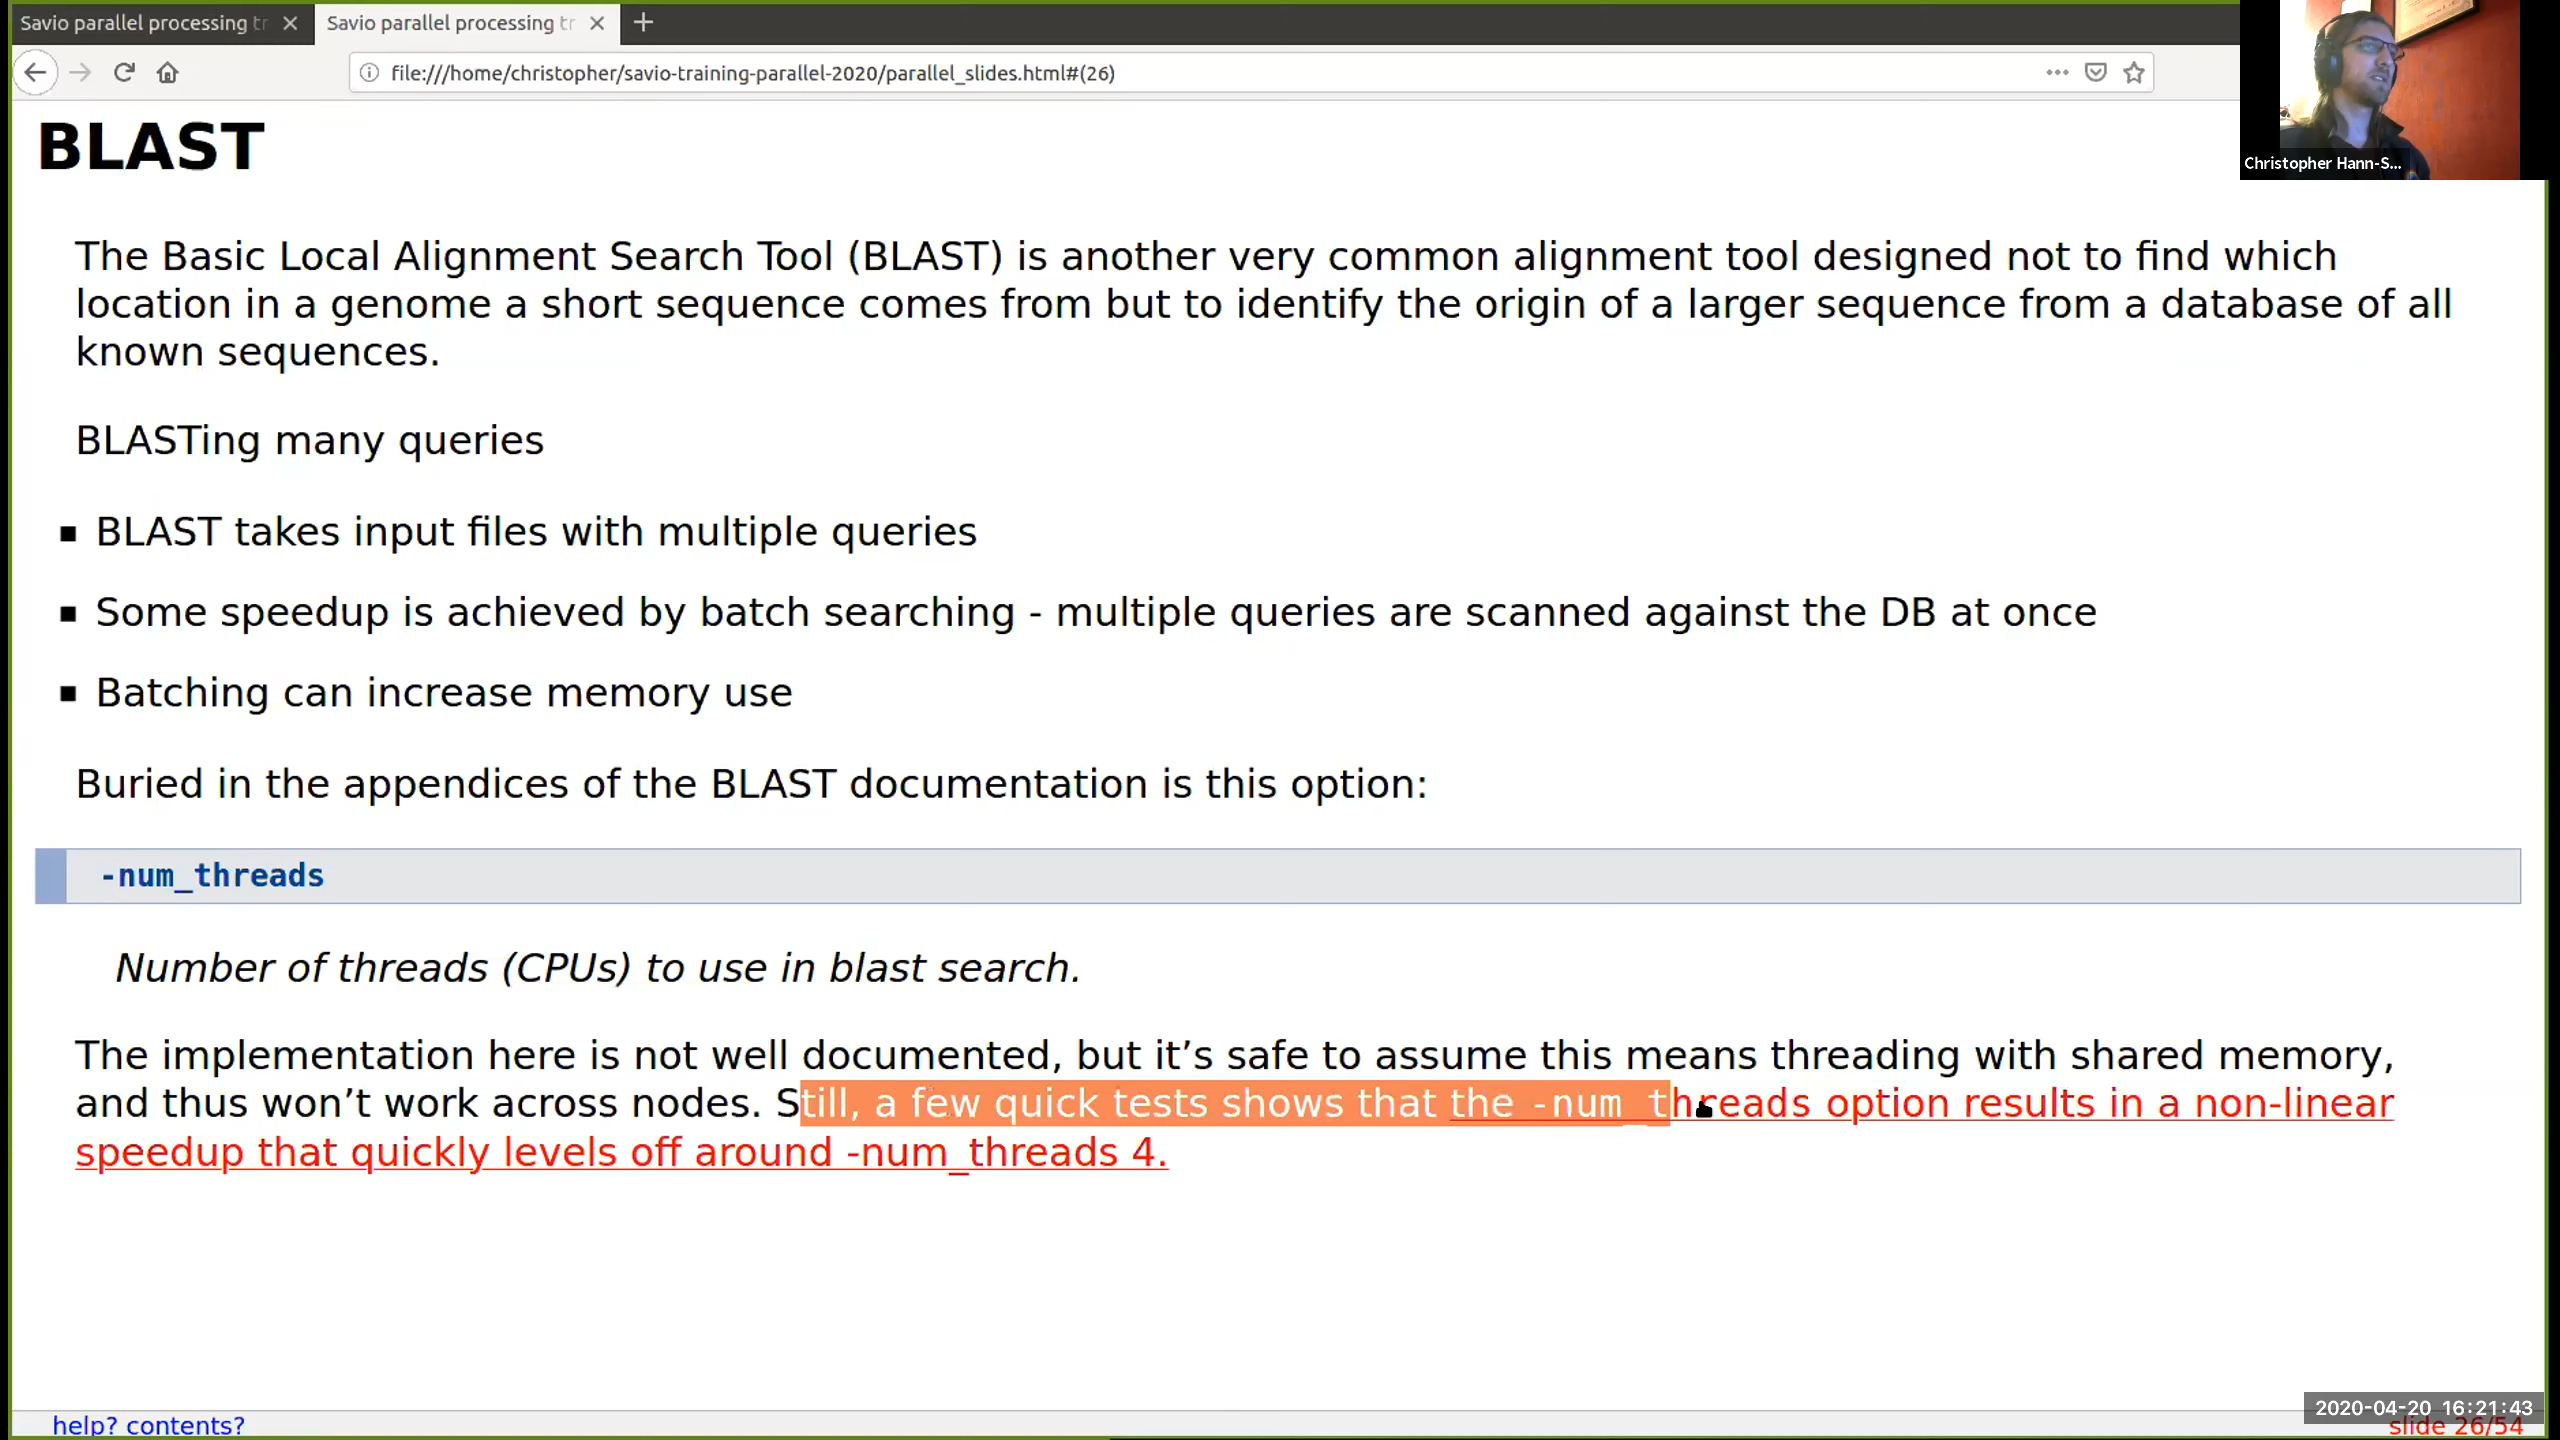 Savio parallel processing tr
Savio parallel processing tr
file:///home/christopher/savio-training-parallel-2020/parallel_slides.html#(26)
Christopher Hann-S...
BLAST
The Basic Local Alignment Search Tool (BLAST) is another very common alignment tool designed not to find which
location in a genome a short sequence comes from but to identify the origin of a larger sequence from a database of all
known sequences.
BLASTing many queries
BLAST takes input files with multiple queries
Some speedup is achieved by batch searching - multiple queries are scanned against the DB at once
Batching can increase memory use
Buried in the appendices of the BLAST documentation is this option:
-num_threads
Number of threads (CPUs) to use in blast search.
The implementation here is not well documented, but it’s safe to assume this means threading with shared memory,
and thus won’t work across nodes. Still, a few quick tests shows that the -num_threads option results in a non-linear
speedup that quickly levels off around -num_threads 4.
2020-04-20 16:21:43
help? contents?
slide 26/54